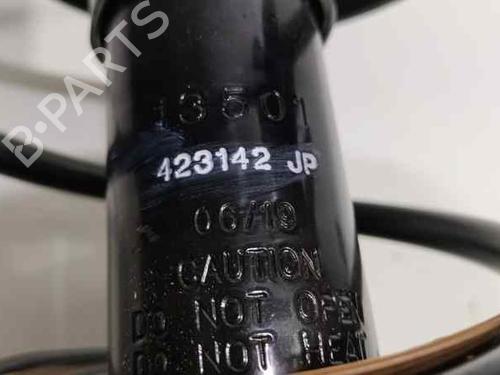 B-Parts
13501
423142 JP
06/19
CAUTION
DO NOT OPEN
DO NOT HEAT